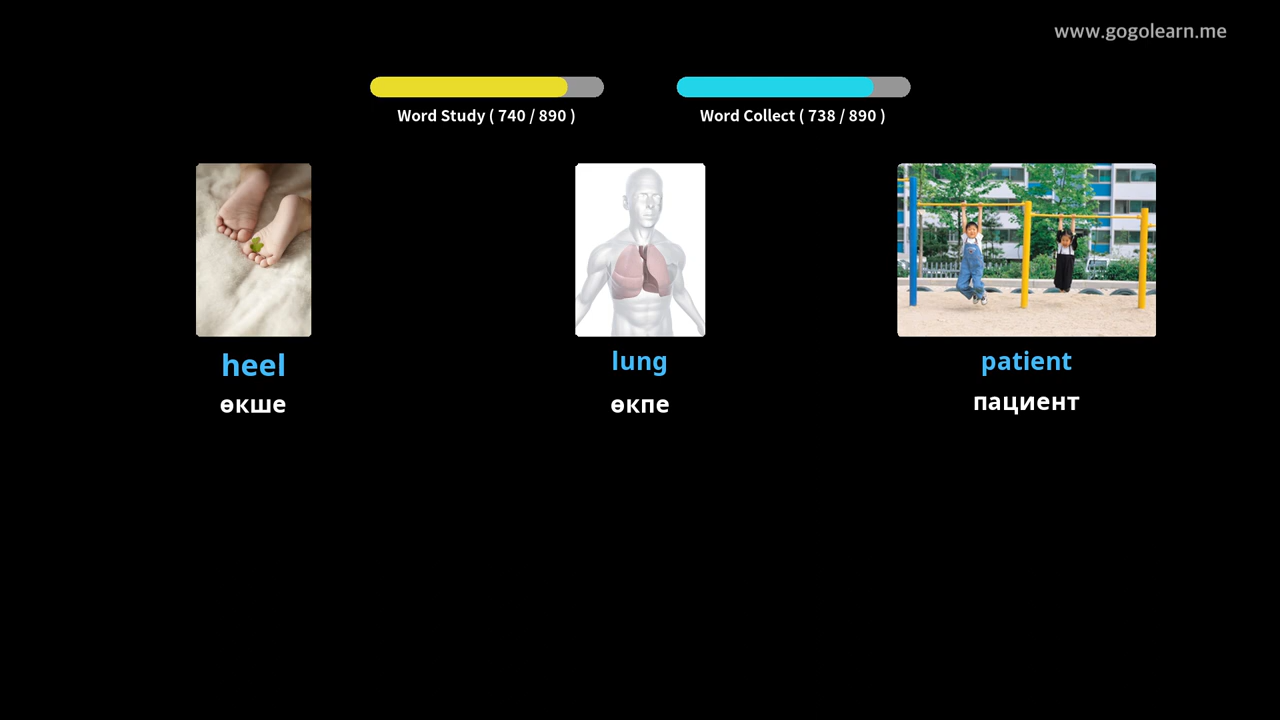 www.gogolearn.me
Word Study ( 740 / 890 )
Word Collect ( 738 / 890 )
heel
lung
patient
өкше
өкпе
пациент